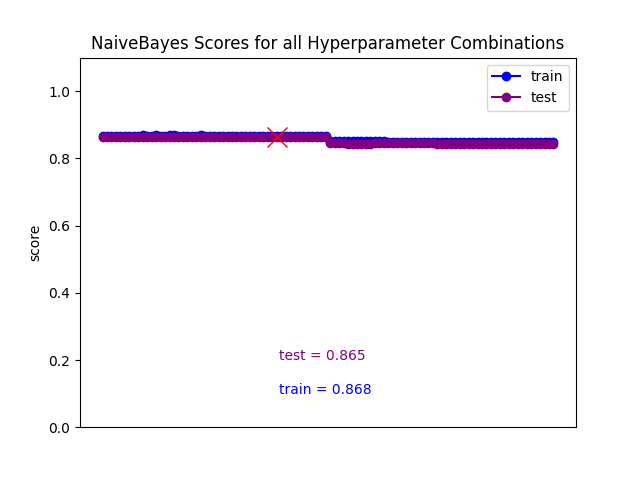 NaiveBayes Scores for all Hyperparameter Combinations
train
test
1.0
0.8
0.6
0.4
0.2
0.0
score
test = 0.865
train = 0.868